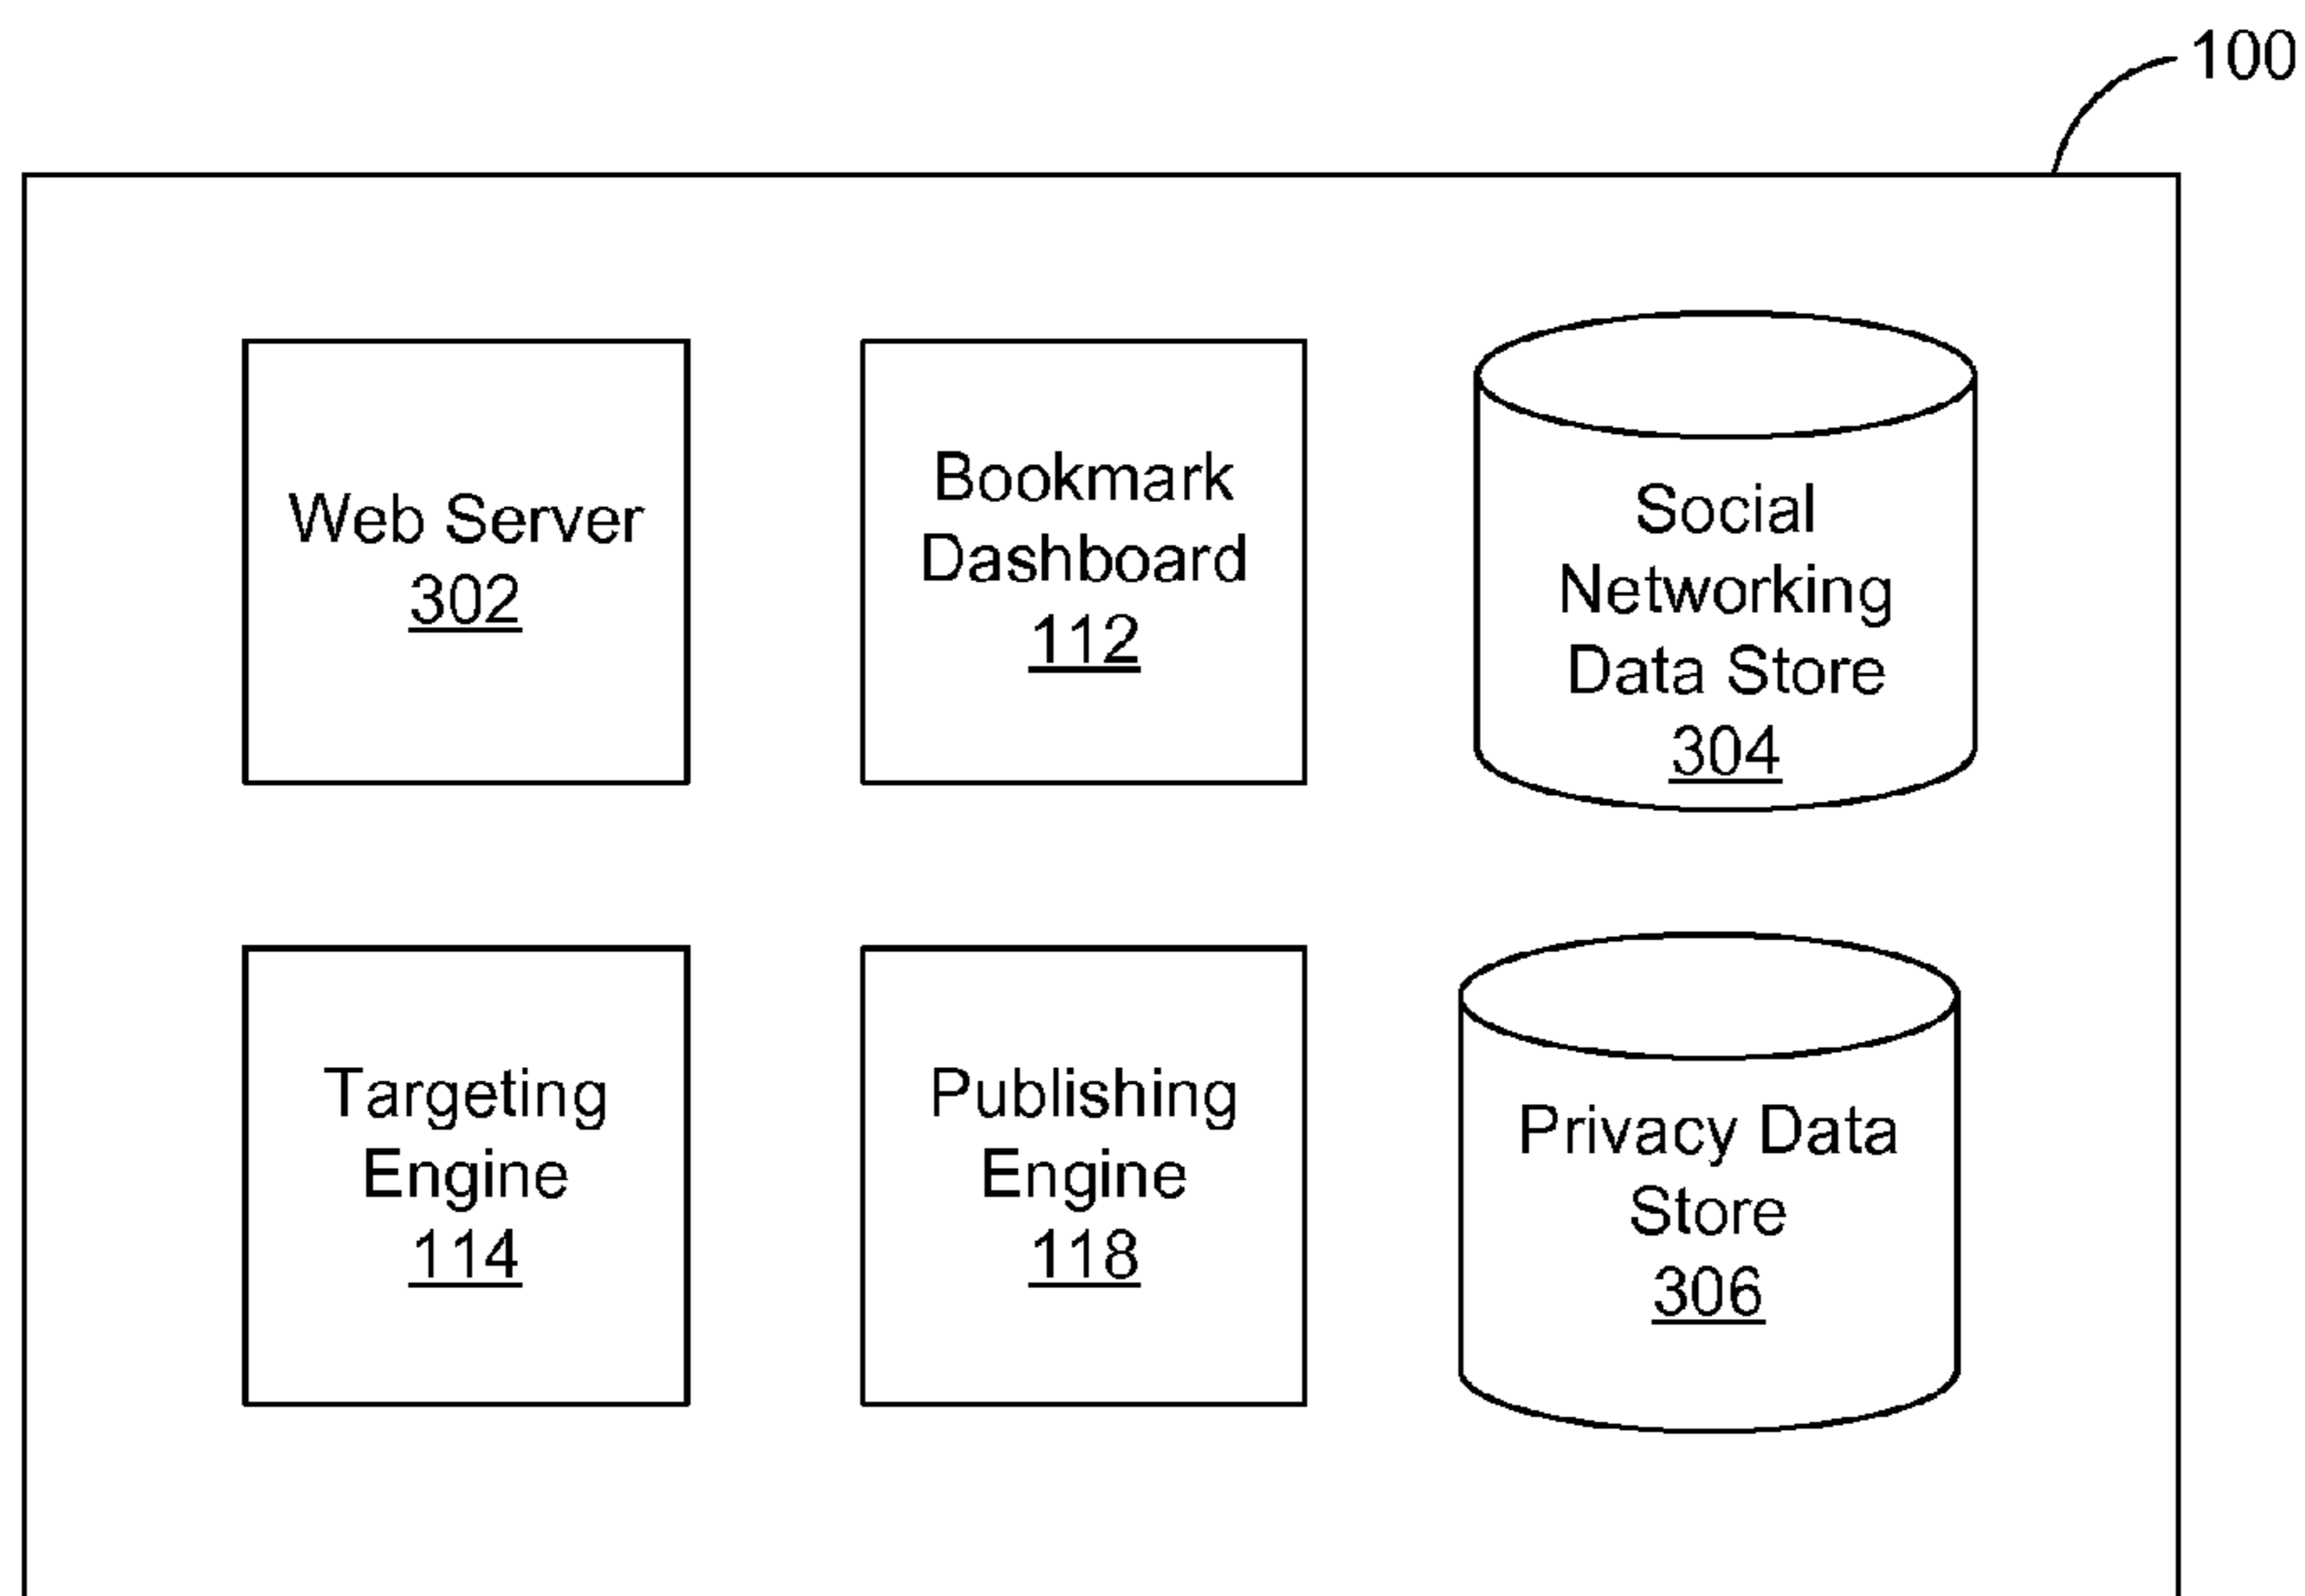 100
Web Server
302
Bookmark
Dashboard
112
Social
Networking
Data Store
304
Targeting
Engine
114
Publishing
Engine
118
Privacy Data
Store
306